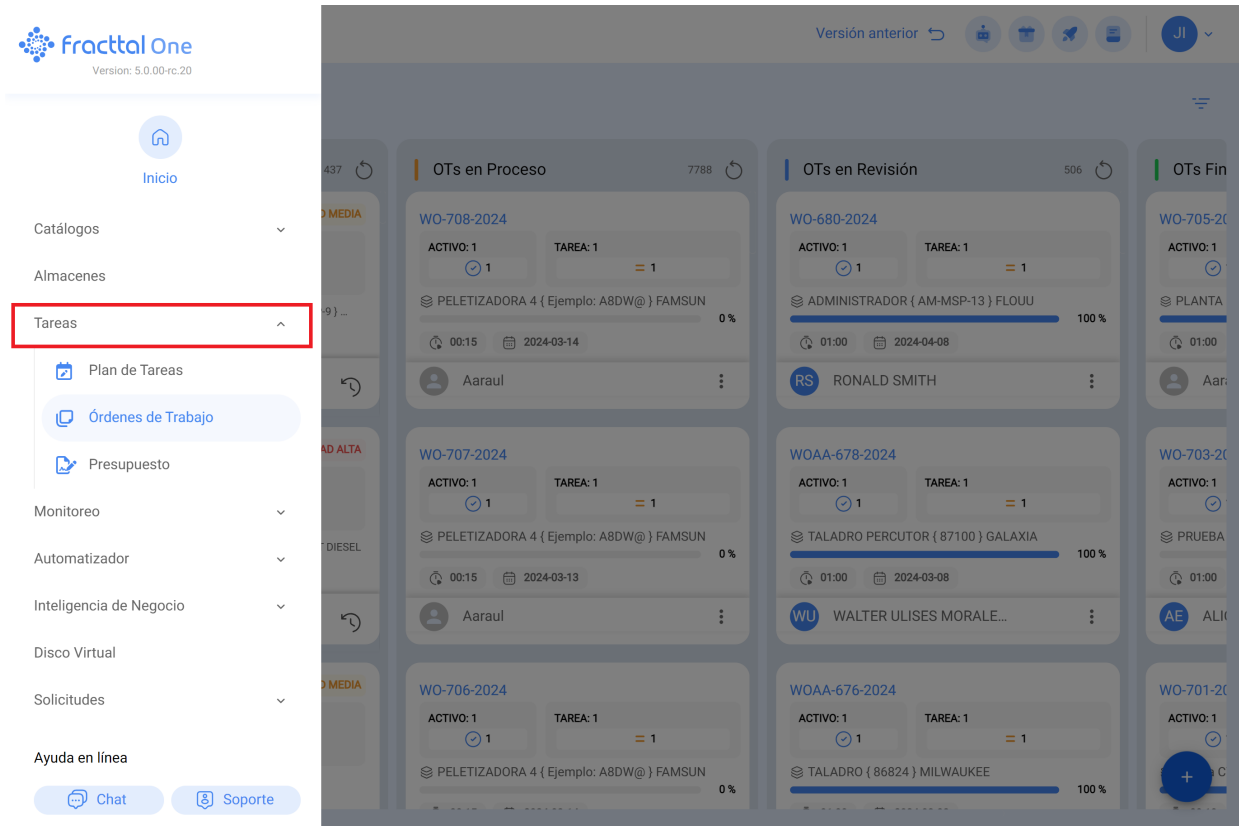 fracttal One
Version: 5.0.00-rc.20
Inicio
Catálogos
Almacenes
Tareas
Plan de Tareas
Órdenes de Trabajo
Presupuesto
Monitoreo
Automatizador
Inteligencia de Negocio
Disco Virtual
Solicitudes
Ayuda en línea
Chat
Soporte
Versión anterior
JI
437
MEDIA
-9 } ...
AD ALTA
T DIESEL
MEDIA
OTs en Proceso 7788
WO-708-2024
ACTIVO: 1 TAREA: 1
1 = 1
PELETIZADORA 4 { Ejemplo: A8DW@ } FAMSUN
0 %
00:15 2024-03-14
Aaraul
WO-707-2024
ACTIVO: 1 TAREA: 1
1 = 1
PELETIZADORA 4 { Ejemplo: A8DW@ } FAMSUN
0 %
00:15 2024-03-13
Aaraul
WO-706-2024
ACTIVO: 1 TAREA: 1
1 = 1
PELETIZADORA 4 { Ejemplo: A8DW@ } FAMSUN
0 %
OTs en Revisión 506
WO-680-2024
ACTIVO: 1 TAREA: 1
1 = 1
ADMINISTRADOR { AM-MSP-13 } FLOUU
100 %
01:00 2024-04-08
RS RONALD SMITH
WOAA-678-2024
ACTIVO: 1 TAREA: 1
1 = 1
TALADRO PERCUTOR { 87100 } GALAXIA
100 %
01:00 2024-03-08
WU WALTER ULISES MORALE...
WOAA-676-2024
ACTIVO: 1 TAREA: 1
1 = 1
TALADRO { 86824 } MILWAUKEE
100 %
OTs Fin
WO-705-20
ACTIVO: 1
PLANTA
01:00
Aara
WO-703-20
ACTIVO: 1
PRUEBA
01:00
AE ALI
WO-701-20
ACTIVO: 1
+